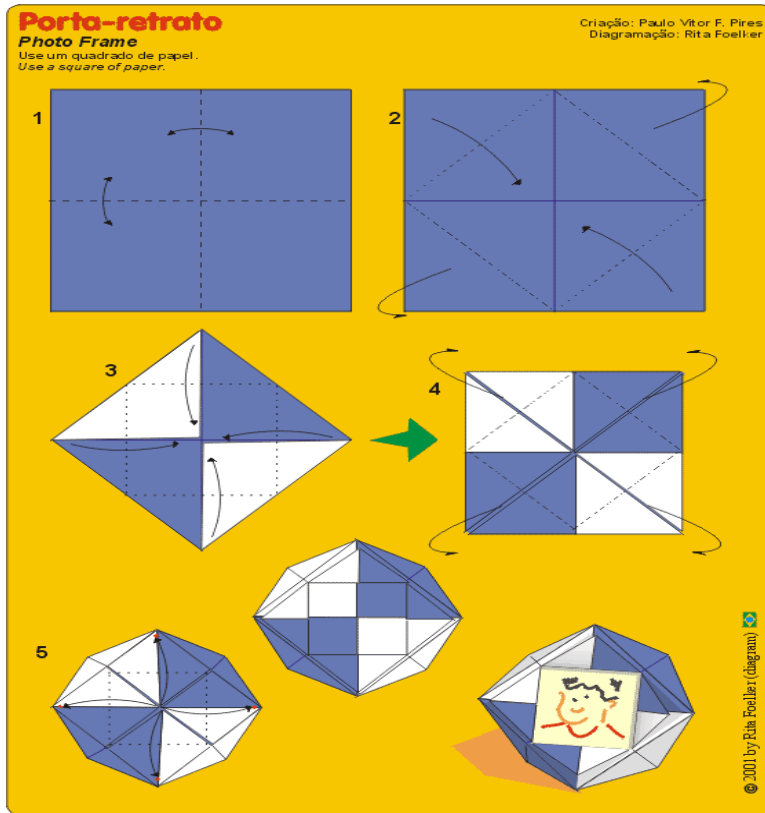 Porta-retrato
Photo Frame
Use um quadrado de papel.
Use a square of paper.
Criação: Paulo Vitor F. Pires
Diagramação: Rita Foelker
1
2
3
4
5
© 2001 by Rita Foelker (diagram)